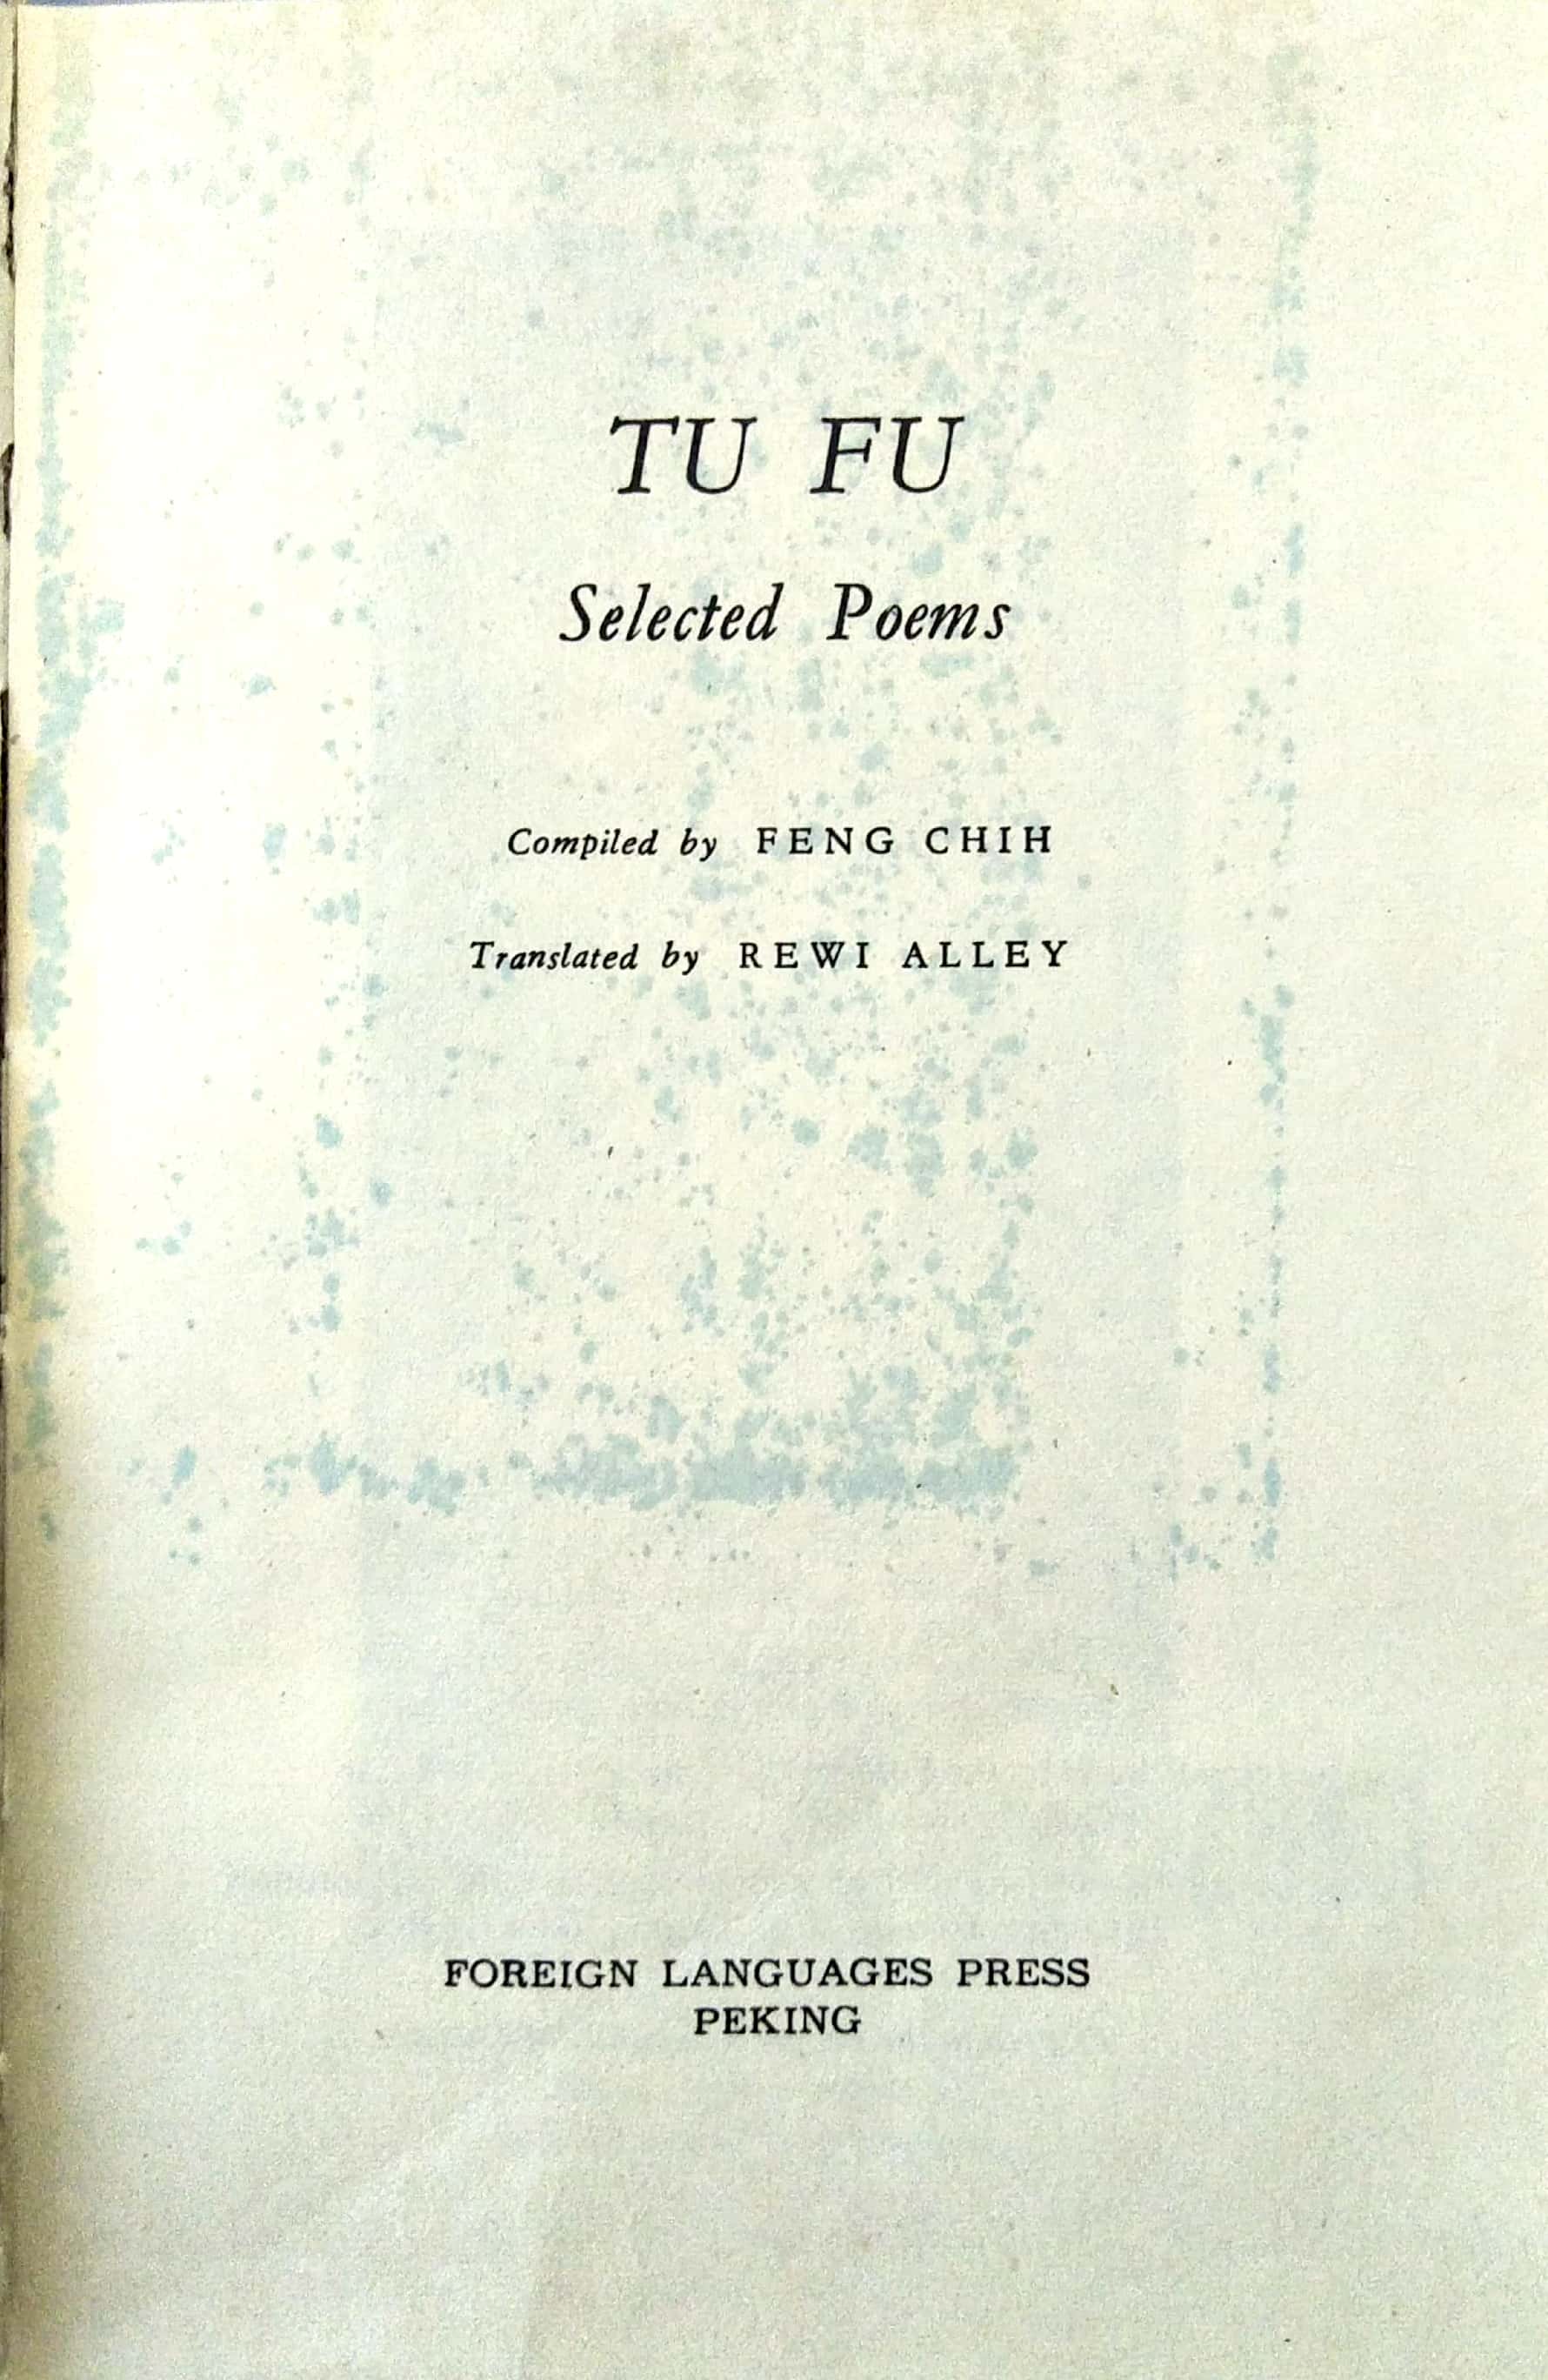 TU FU
Selected Poems
Compiled by FENG CHIH
Translated by REWI ALLEY
FOREIGN LANGUAGES PRESS
PEKING